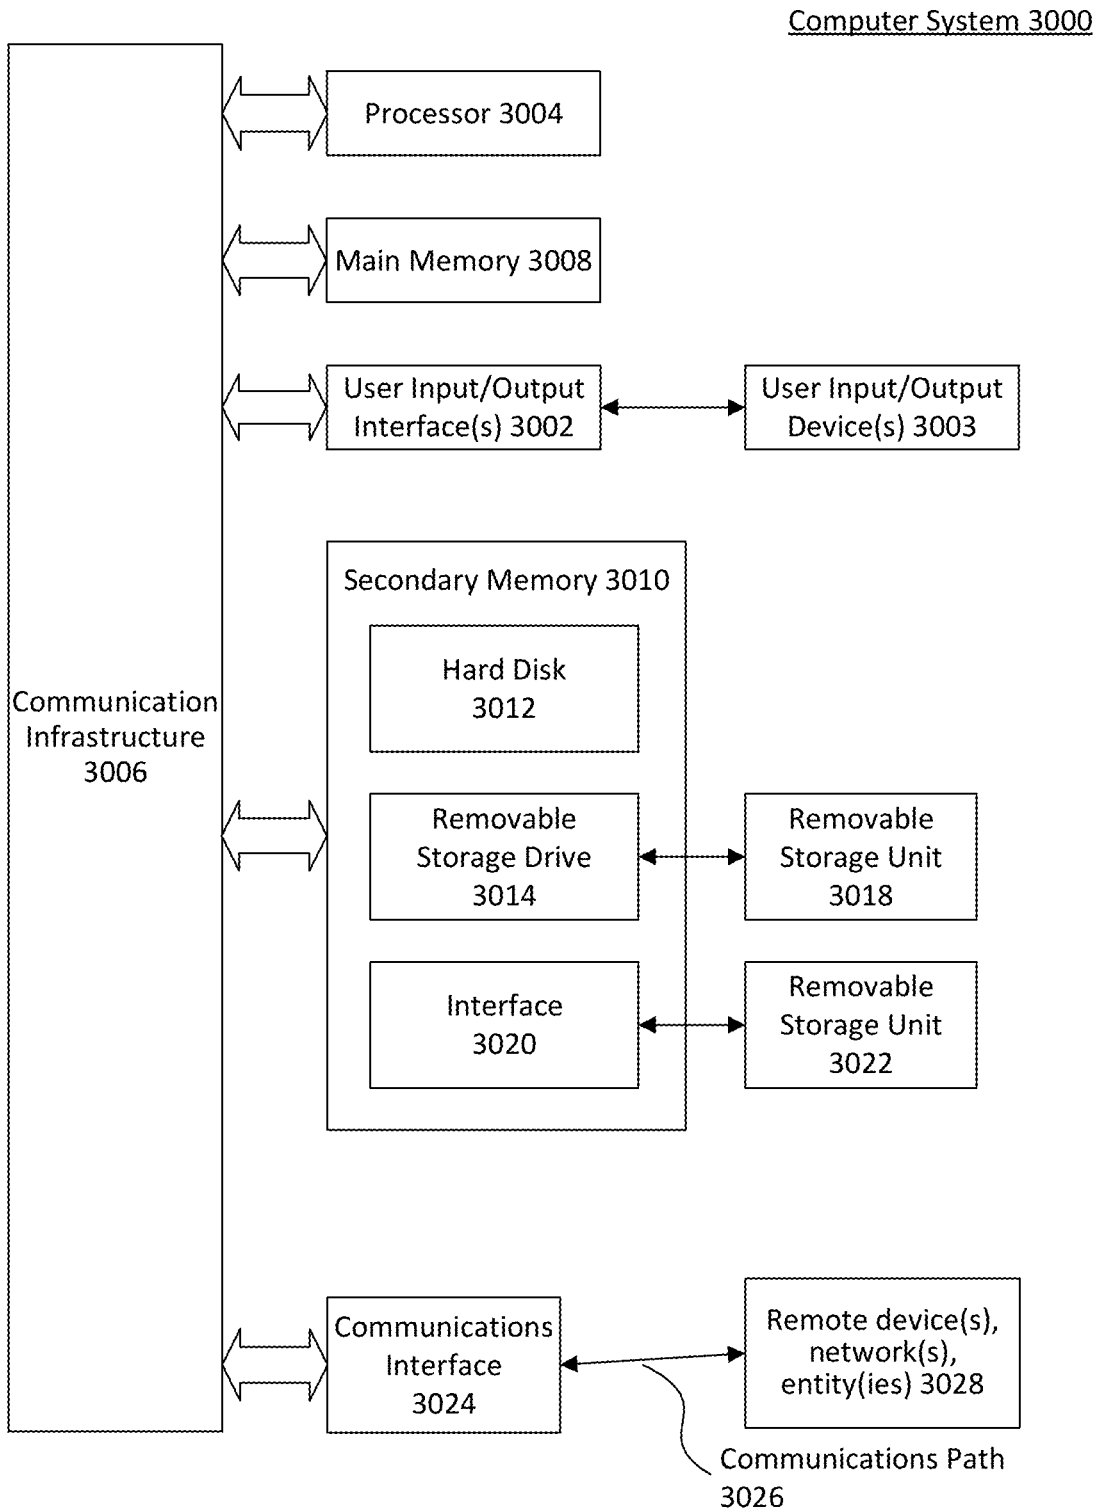 Computer System 3000
Processor 3004
Main Memory 3008
User Input/Output
Interface(s) 3002
User Input/Output
Device(s) 3003
Secondary Memory 3010
Hard Disk
3012
Communication
Infrastructure
3006
Removable
Storage Drive
3014
Removable
Storage Unit
3018
Interface
3020
Removable
Storage Unit
3022
Communications
Interface
3024
Remote device(s),
network(s),
entity(ies) 3028
Communications Path
3026